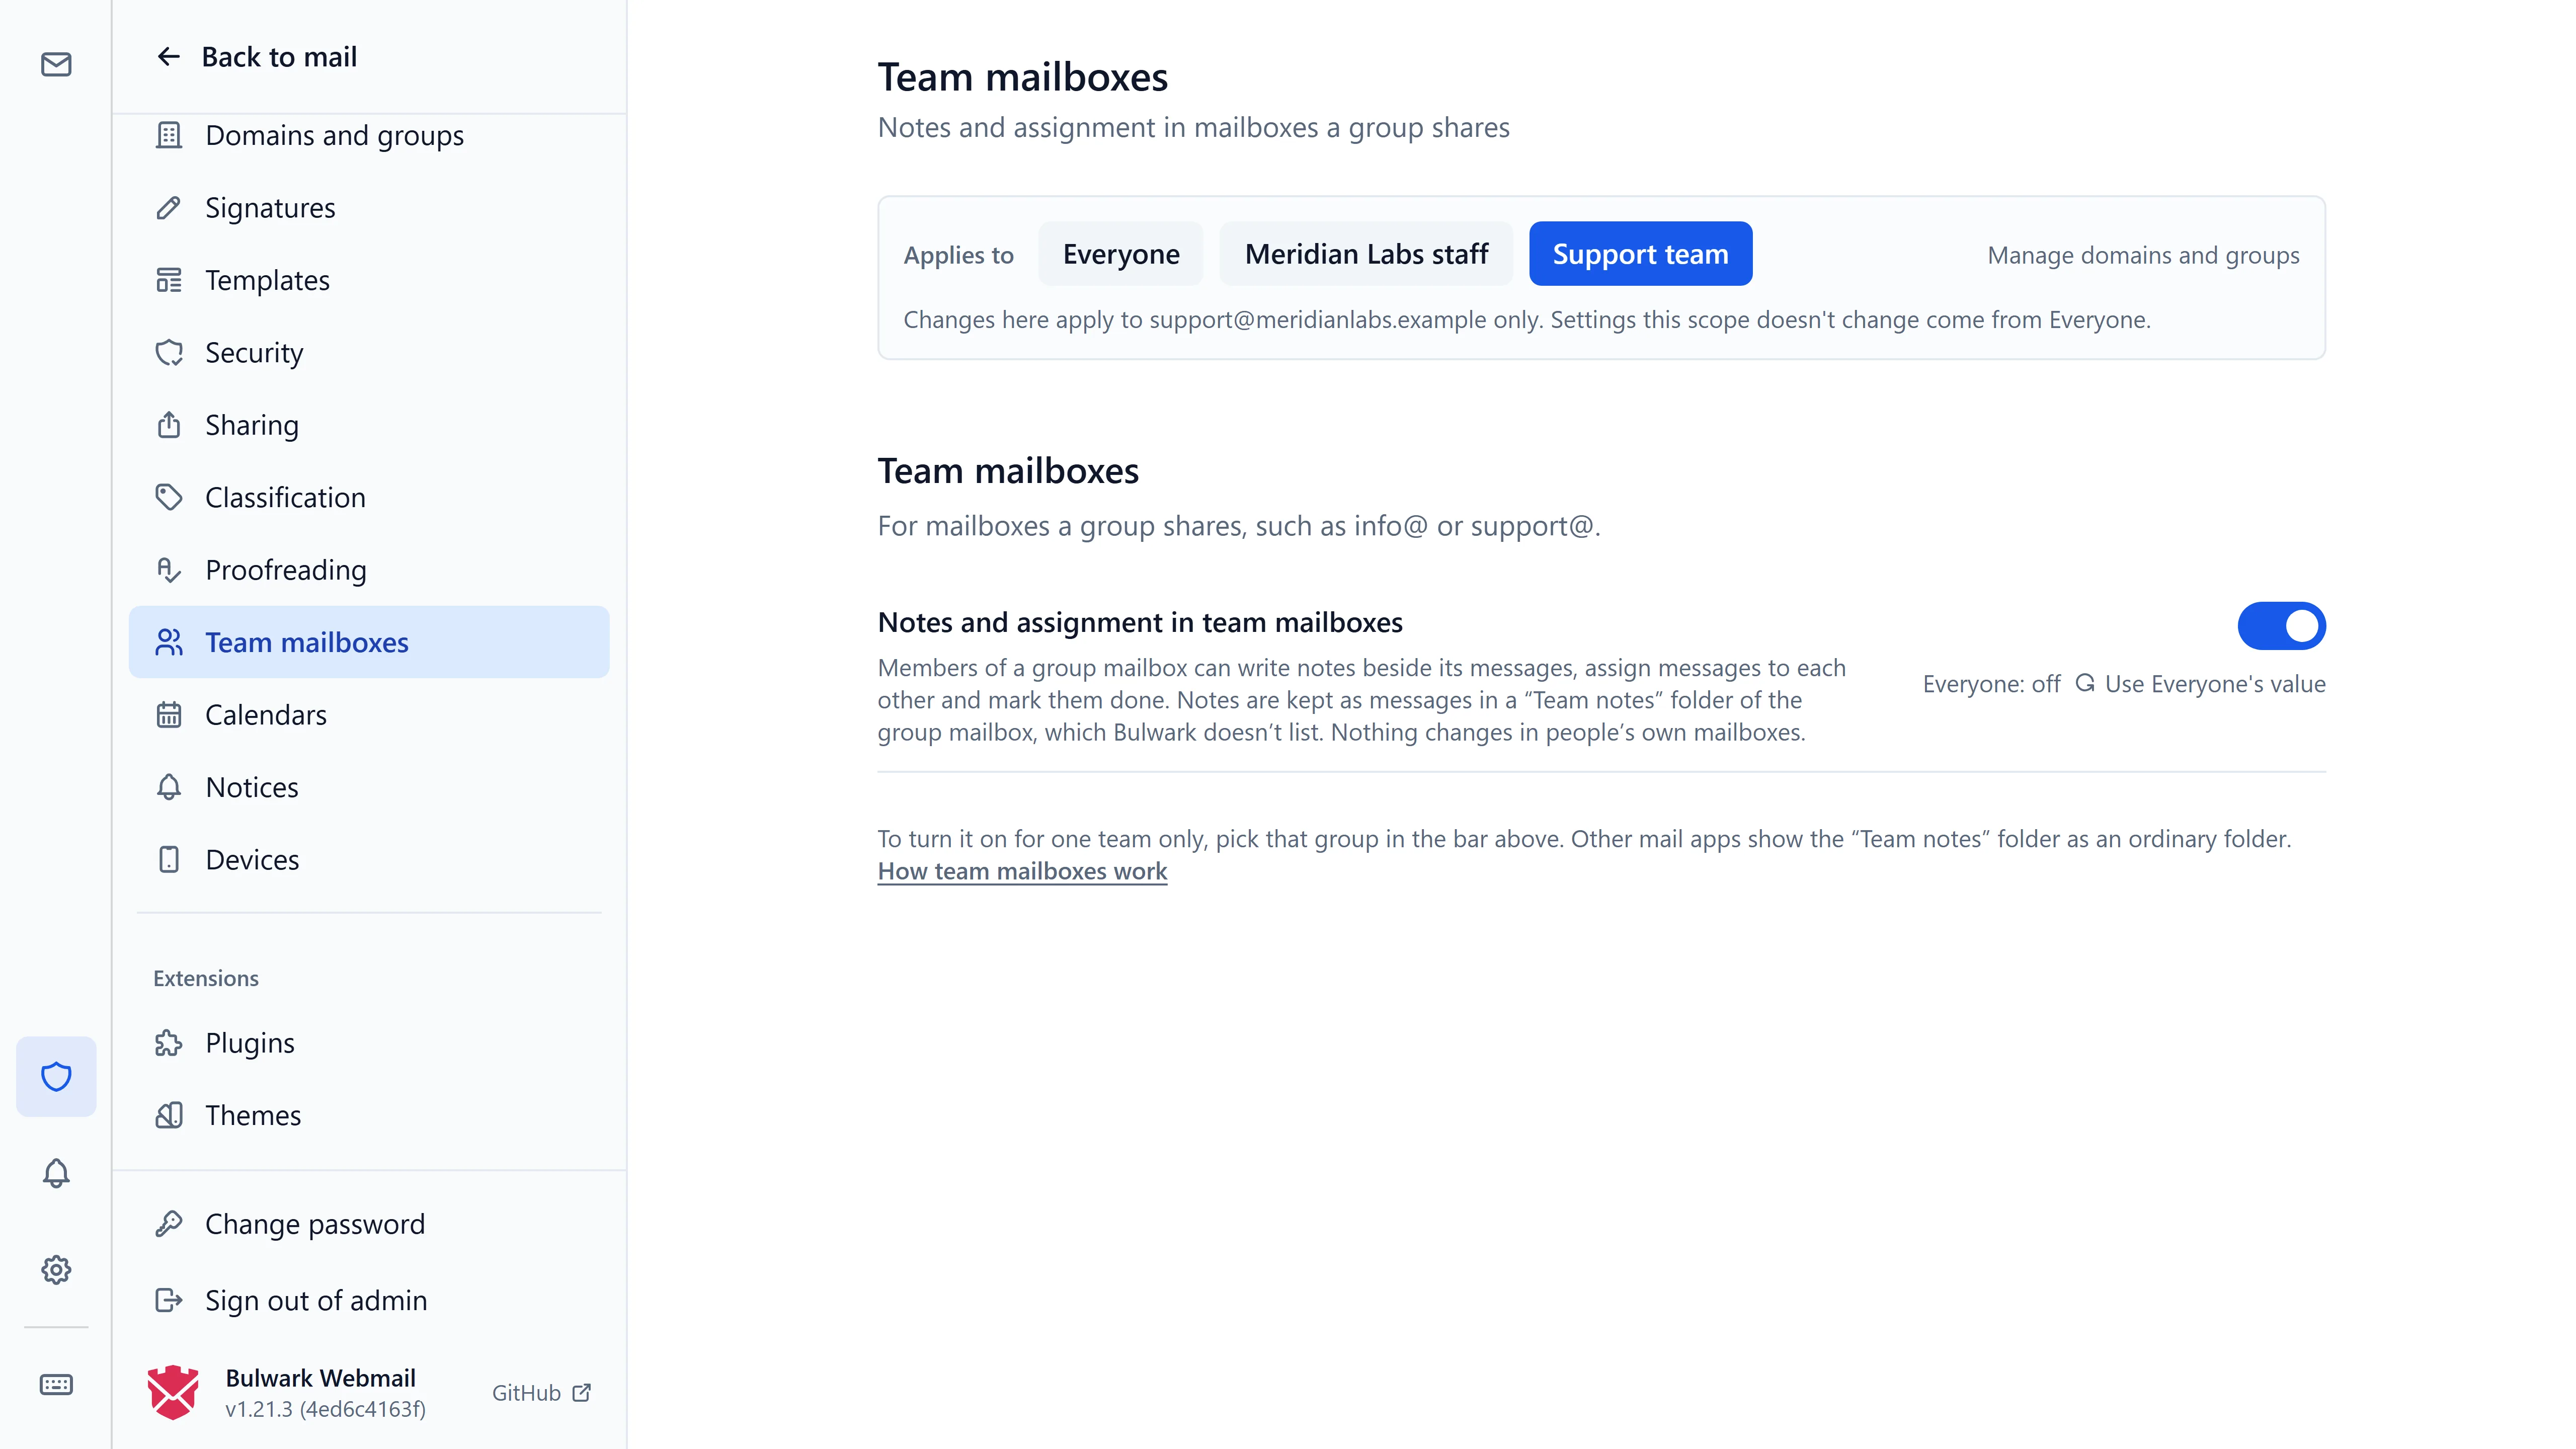 Back to mail
Domains and groups
Signatures
Templates
Security
Sharing
Classification
Proofreading
Team mailboxes
Calendars
Notices
Devices
Extensions
Plugins
Themes
Change password
Sign out of admin
Bulwark Webmail
v1.21.3 (4ed6c4163f)
GitHub
Team mailboxes
Notes and assignment in mailboxes a group shares
Applies to
Everyone
Meridian Labs staff
Support team
Manage domains and groups
Changes here apply to support@meridianlabs.example only. Settings this scope doesn't change come from Everyone.
Team mailboxes
For mailboxes a group shares, such as info@ or support@.
Notes and assignment in team mailboxes
Members of a group mailbox can write notes beside its messages, assign messages to each
other and mark them done. Notes are kept as messages in a “Team notes” folder of the
group mailbox, which Bulwark doesn’t list. Nothing changes in people’s own mailboxes.
Everyone: off
Use Everyone's value
To turn it on for one team only, pick that group in the bar above. Other mail apps show the “Team notes” folder as an ordinary folder.
How team mailboxes work